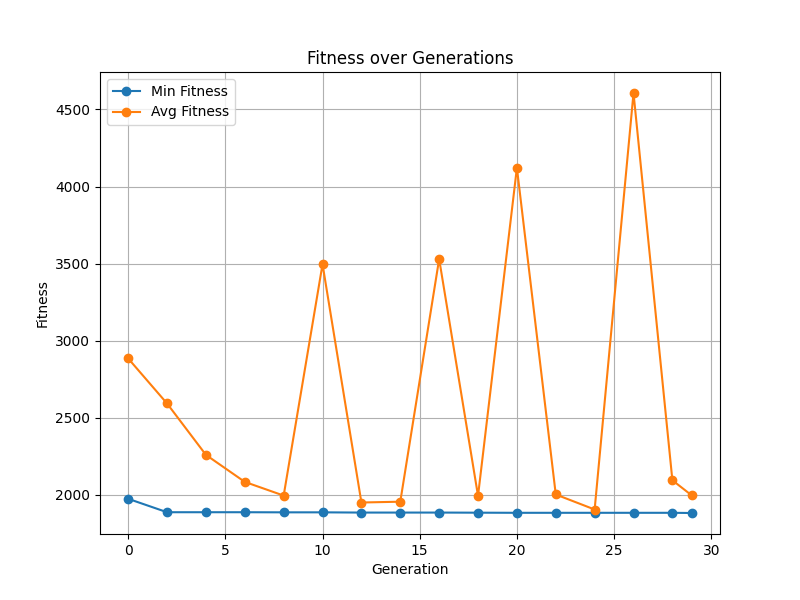 Fitness over Generations
Min Fitness
Avg Fitness
4500
4000
3500
3000
2500
2000
Fitness
0 5 10 15 20 25 30
Generation